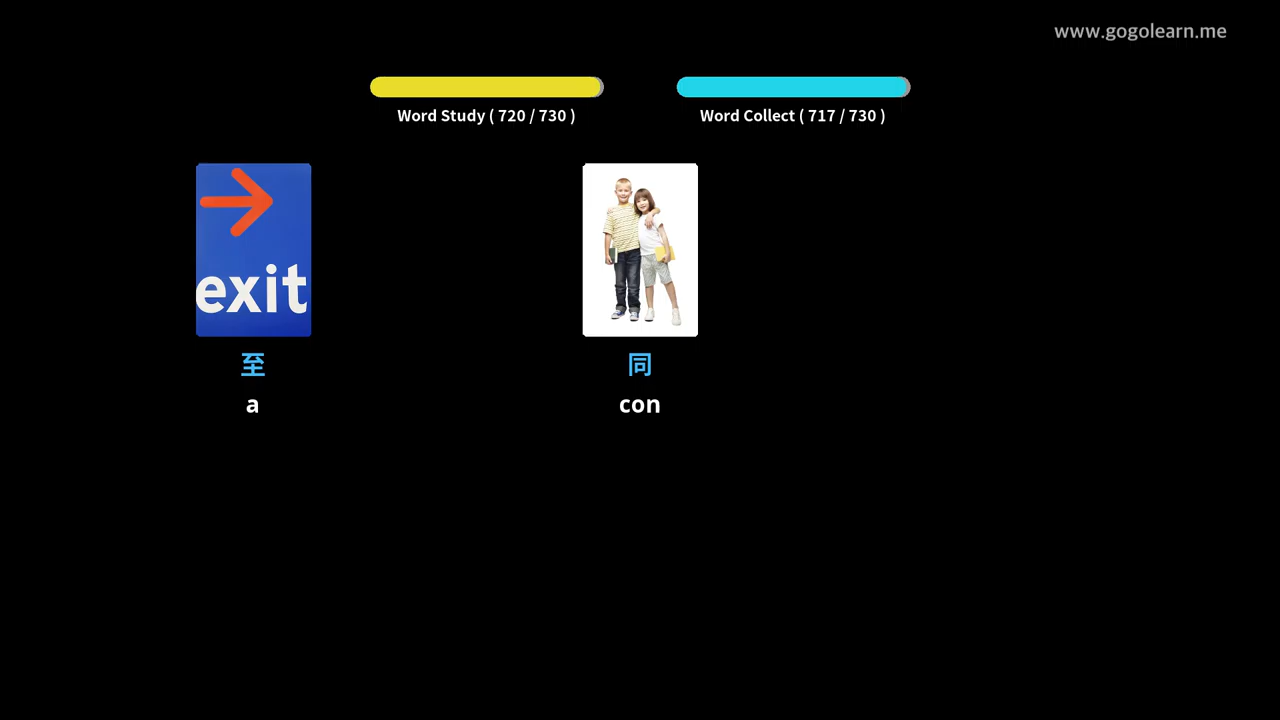 www.gogolearn.me
Word Study ( 720 / 730 )
Word Collect ( 717 / 730 )
exit
至
a
同
con